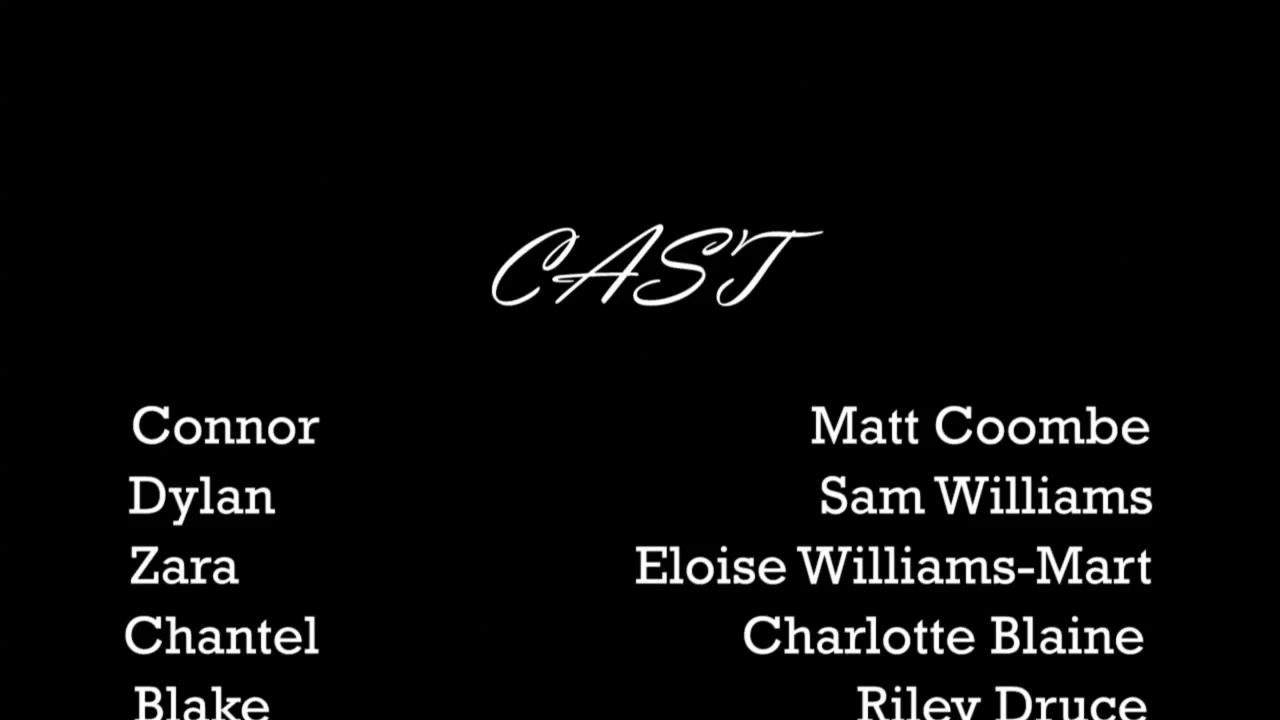 CAST
Connor Matt Coombe
Dylan Sam Williams
Zara Eloise Williams-Mart
Chantel Charlotte Blaine
Blake Riley Druce